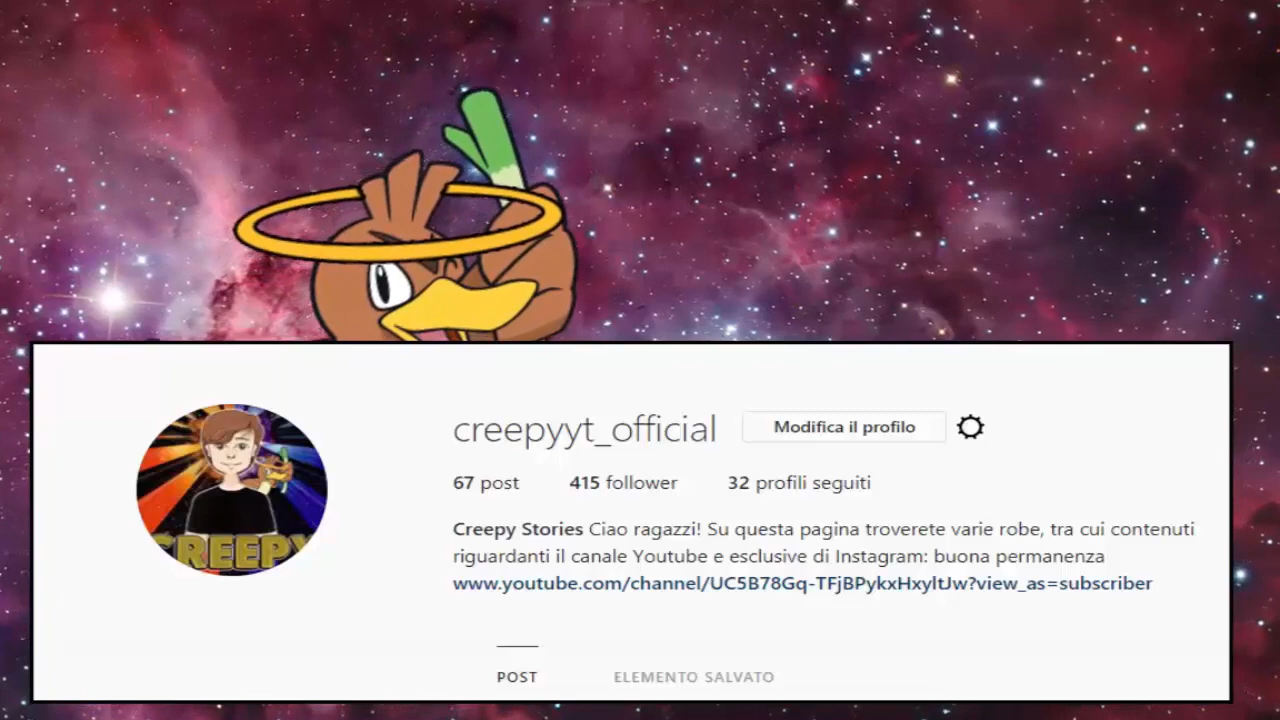 creepyyt_official Modifica il profilo
67 post 415 follower 32 profili seguiti
Creepy Stories Ciao ragazzi! Su questa pagina troverete varie robe, tra cui contenuti
riguardanti il canale Youtube e esclusive di Instagram: buona permanenza
www.youtube.com/channel/UC5B78Gq-TFjBPykxHxyltJw?view_as=subscriber
CREEPY
POST ELEMENTO SALVATO